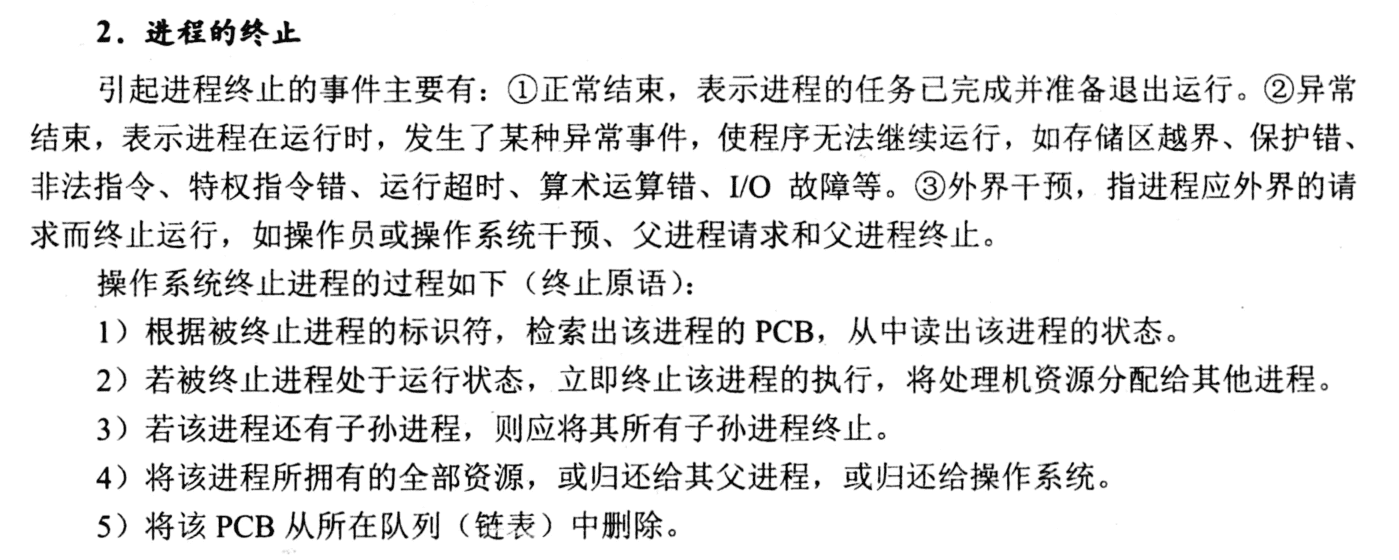 2．进程的终止
引起进程终止的事件主要有：①正常结束，表示进程的任务已完成并准备退出运行。②异常
结束，表示进程在运行时，发生了某种异常事件，使程序无法继续运行，如存储区越界、保护错、
非法指令、特权指令错、运行超时、算术运算错、I/O 故障等。③外界干预，指进程应外界的请
求而终止运行，如操作员或操作系统干预、父进程请求和父进程终止。
操作系统终止进程的过程如下（终止原语）：
1）根据被终止进程的标识符，检索出该进程的 PCB，从中读出该进程的状态。
2）若被终止进程处于运行状态，立即终止该进程的执行，将处理机资源分配给其他进程。
3）若该进程还有子孙进程，则应将其所有子孙进程终止。
4）将该进程所拥有的全部资源，或归还给其父进程，或归还给操作系统。
5）将该 PCB 从所在队列（链表）中删除。